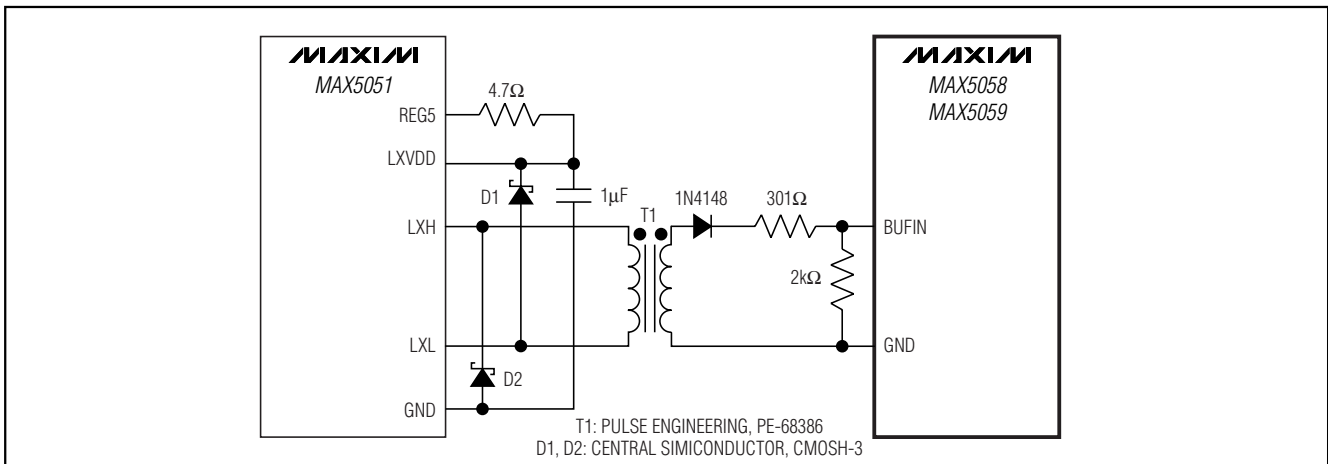 MAXIM
MAX5051
REG5
4.7Ω
LXVDD
D1
1µF
LXH
T1
LXL
D2
GND
1N4148
301Ω
2kΩ
MAXIM
MAX5058
MAX5059
BUFIN
GND
T1: PULSE ENGINEERING, PE-68386
D1, D2: CENTRAL SIMICONDUCTOR, CMOSH-3